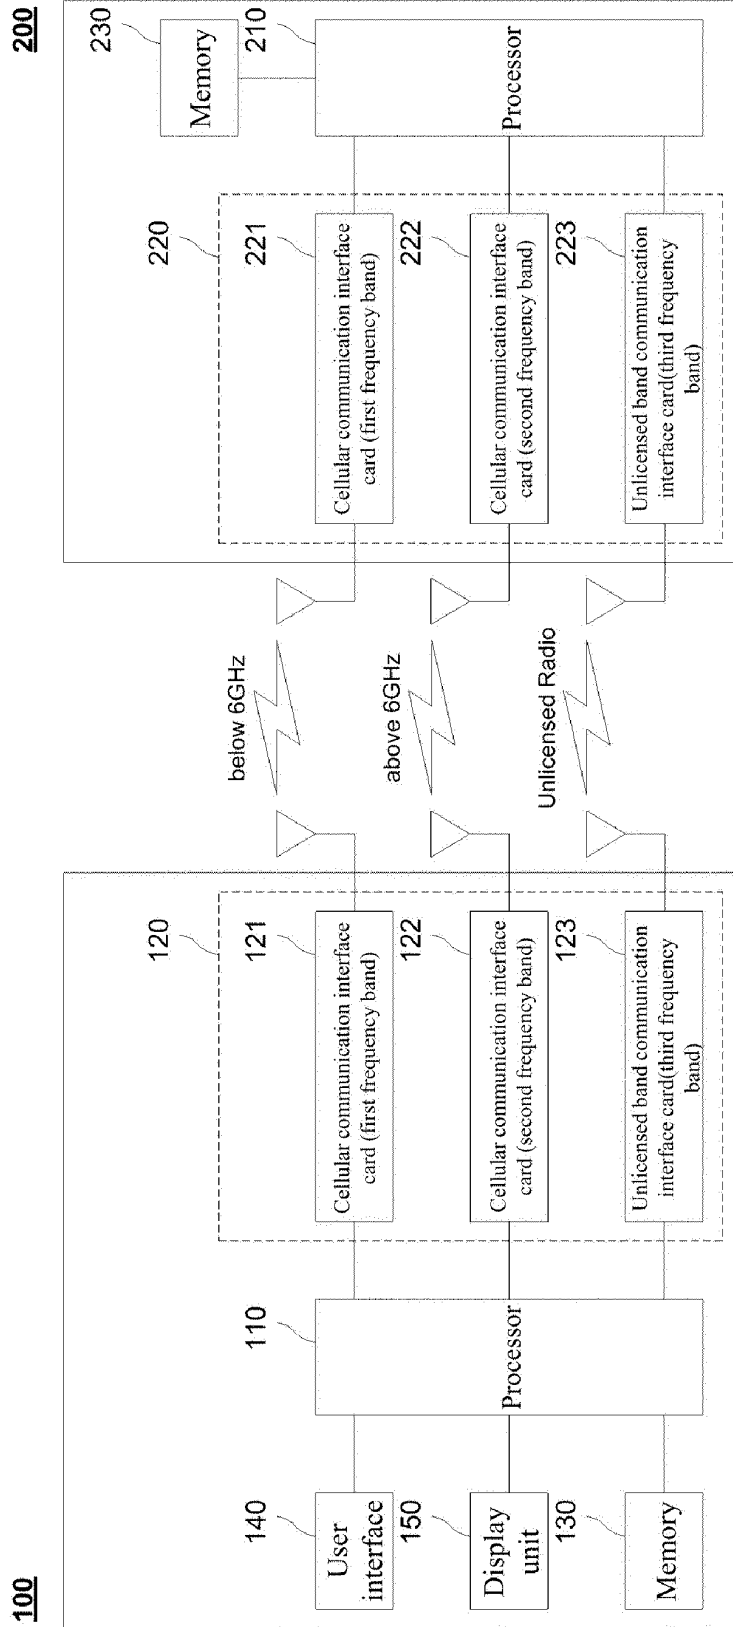 100
200
140
User
interface
150
Display
unit
130
Memory
110
Processor
120
121
Cellular communication interface
card (first frequency band)
122
Cellular communication interface
card (second frequency band)
123
Unlicensed band communication
interface card(third frequency
band)
below 6GHz
above 6GHz
Unlicensed Radio
220
221
Cellular communication interface
card (first frequency band)
222
Cellular communication interface
card (second frequency band)
223
Unlicensed band communication
interface card(third frequency
band)
230
Memory
210
Processor